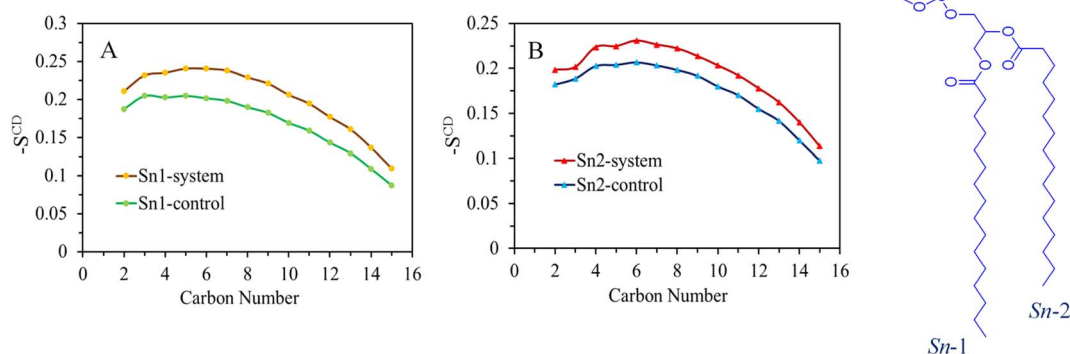 0.3
0.25
0.2
0.15
0.1
0.05
0
-S^CD
A
Sn1-system
Sn1-control
0 2 4 6 8 10 12 14 16
Carbon Number
0.25
0.2
0.15
0.1
0.05
0
-S^CD
B
Sn2-system
Sn2-control
0 2 4 6 8 10 12 14 16
Carbon Number
O
O
O
O
O
O
Sn-2
Sn-1